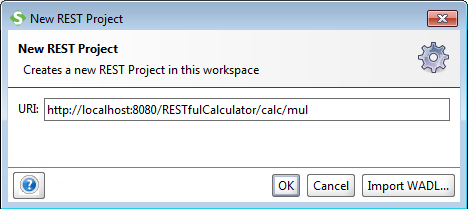 New REST Project
New REST Project
Creates a new REST Project in this workspace
URI: http://localhost:8080/RESTfulCalculator/calc/mul
? OK Cancel Import WADL...